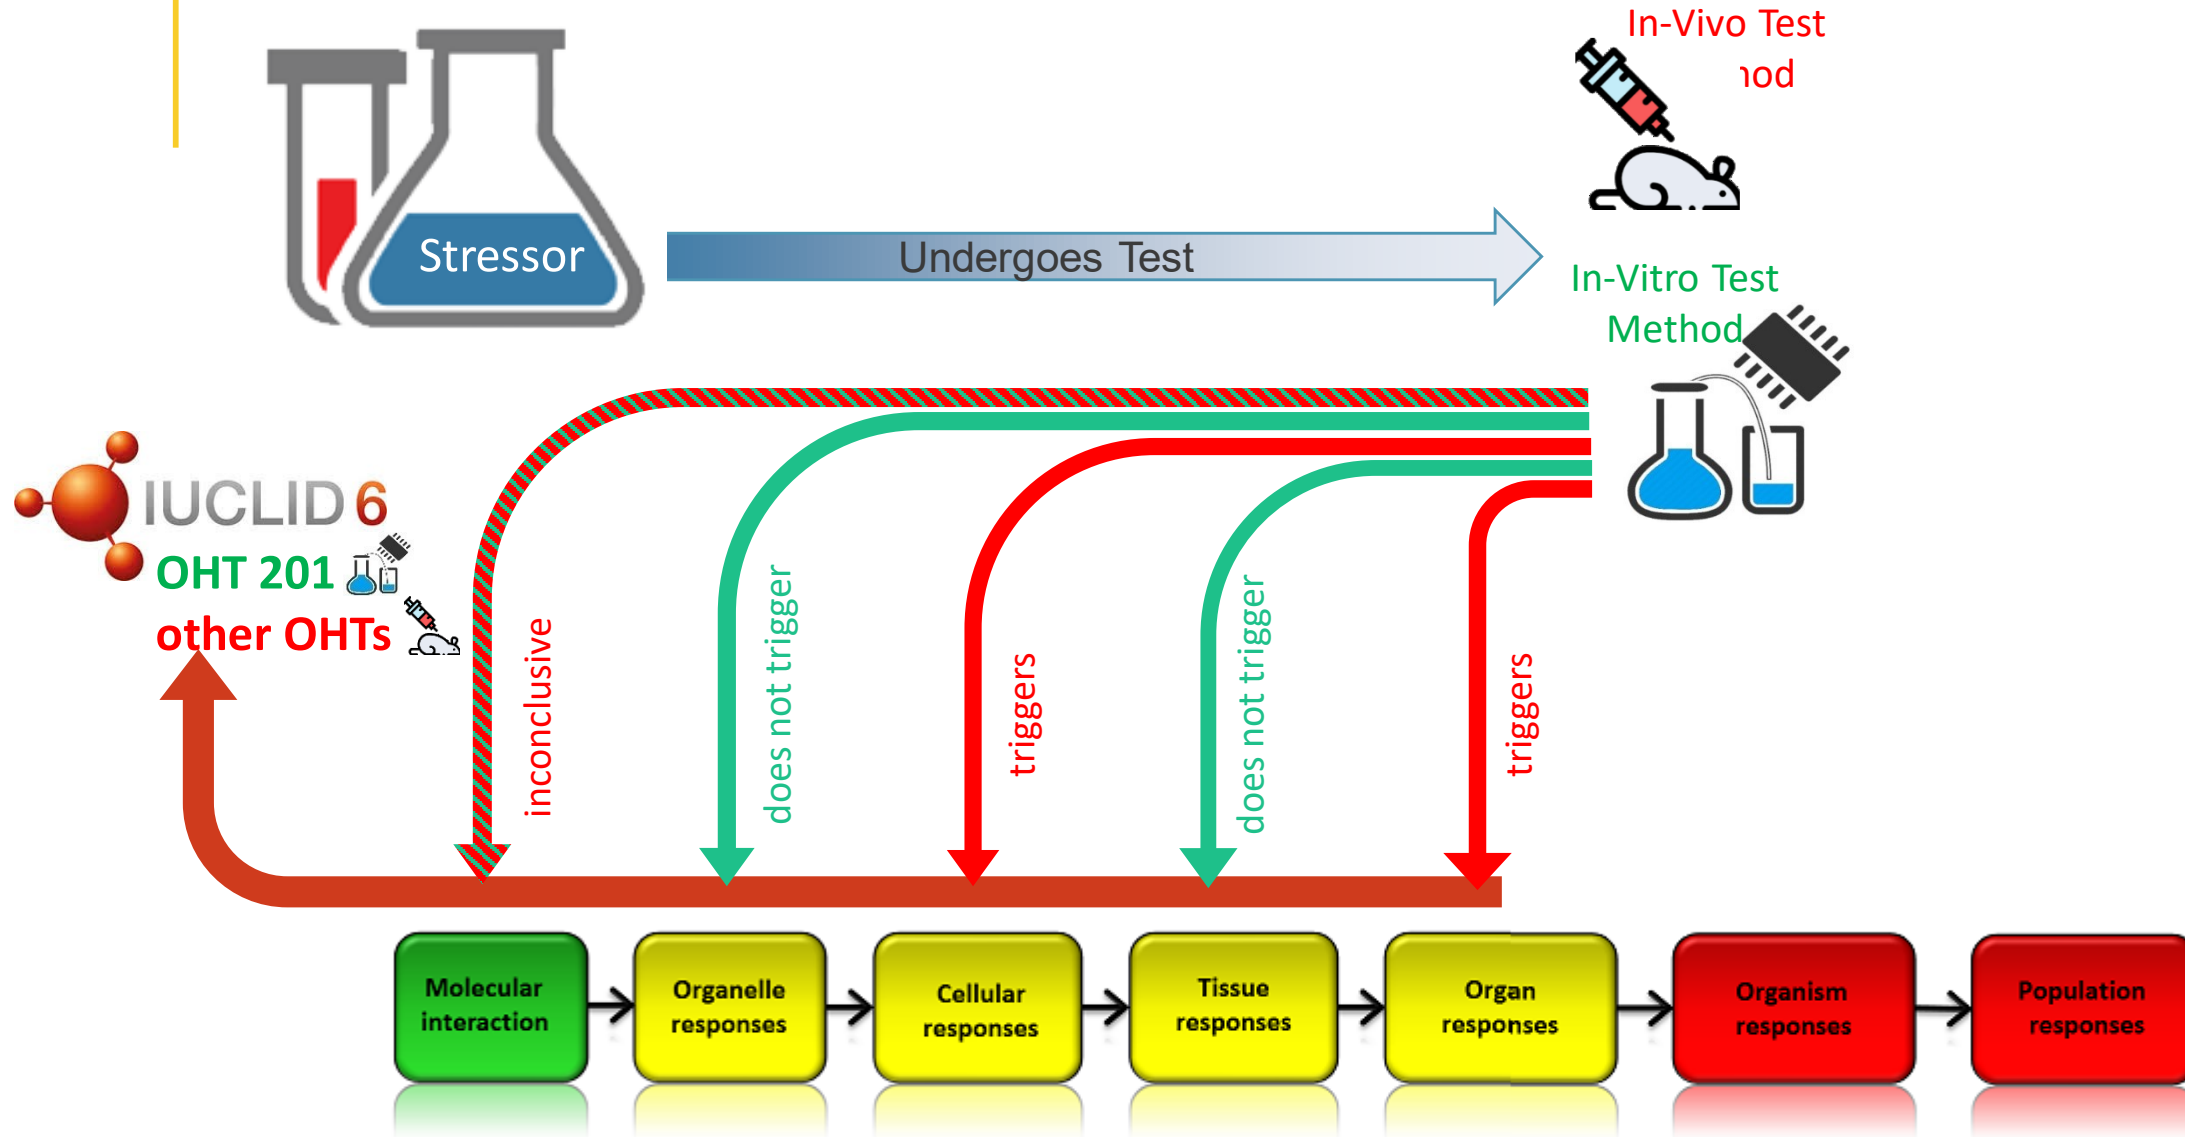 In-Vivo Test
Stressor
Undergoes Test
In-Vitro Test
Method
IUCLID 6
OHT 201
other OHTs
inconclusive
does not trigger
triggers
does not trigger
triggers
Molecular
interaction
Organelle
responses
Cellular
responses
Tissue
responses
Organ
responses
Organism
responses
Population
responses